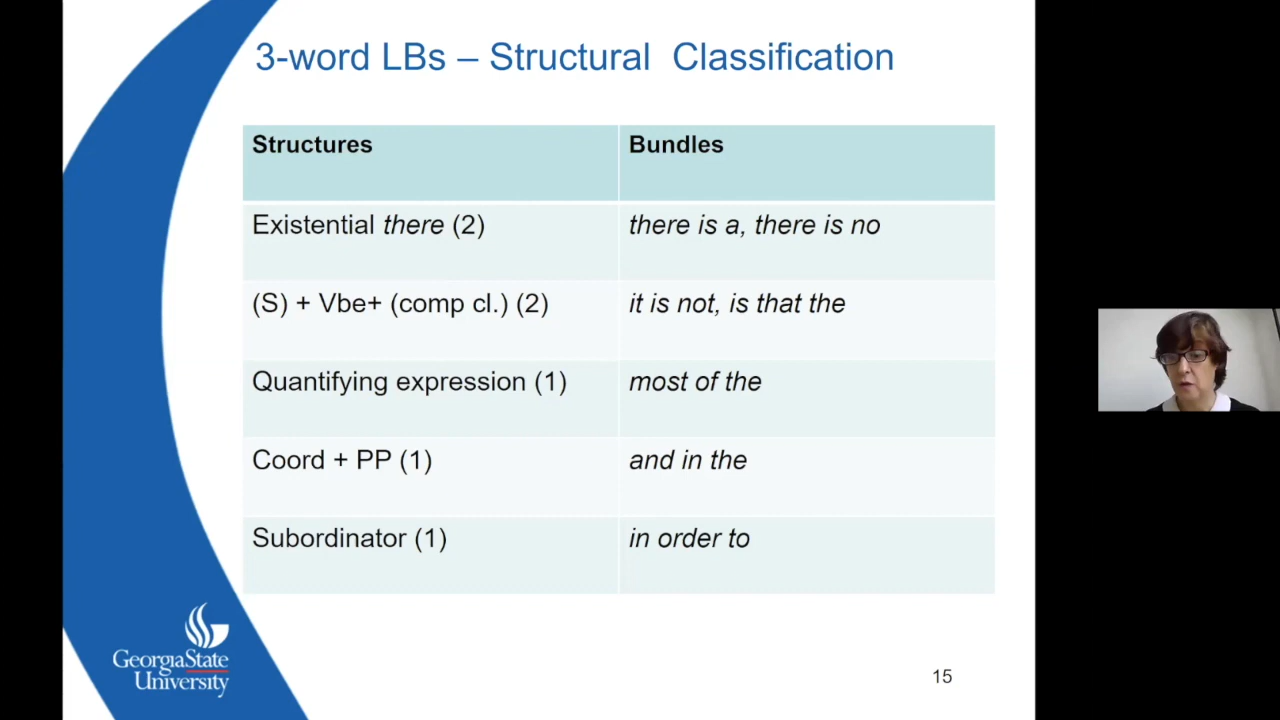 3-word LBs – Structural Classification
Structures Bundles
Existential there (2) there is a, there is no
(S) + Vbe+ (comp cl.) (2) it is not, is that the
Quantifying expression (1) most of the
Coord + PP (1) and in the
Subordinator (1) in order to
GeorgiaState
University
15